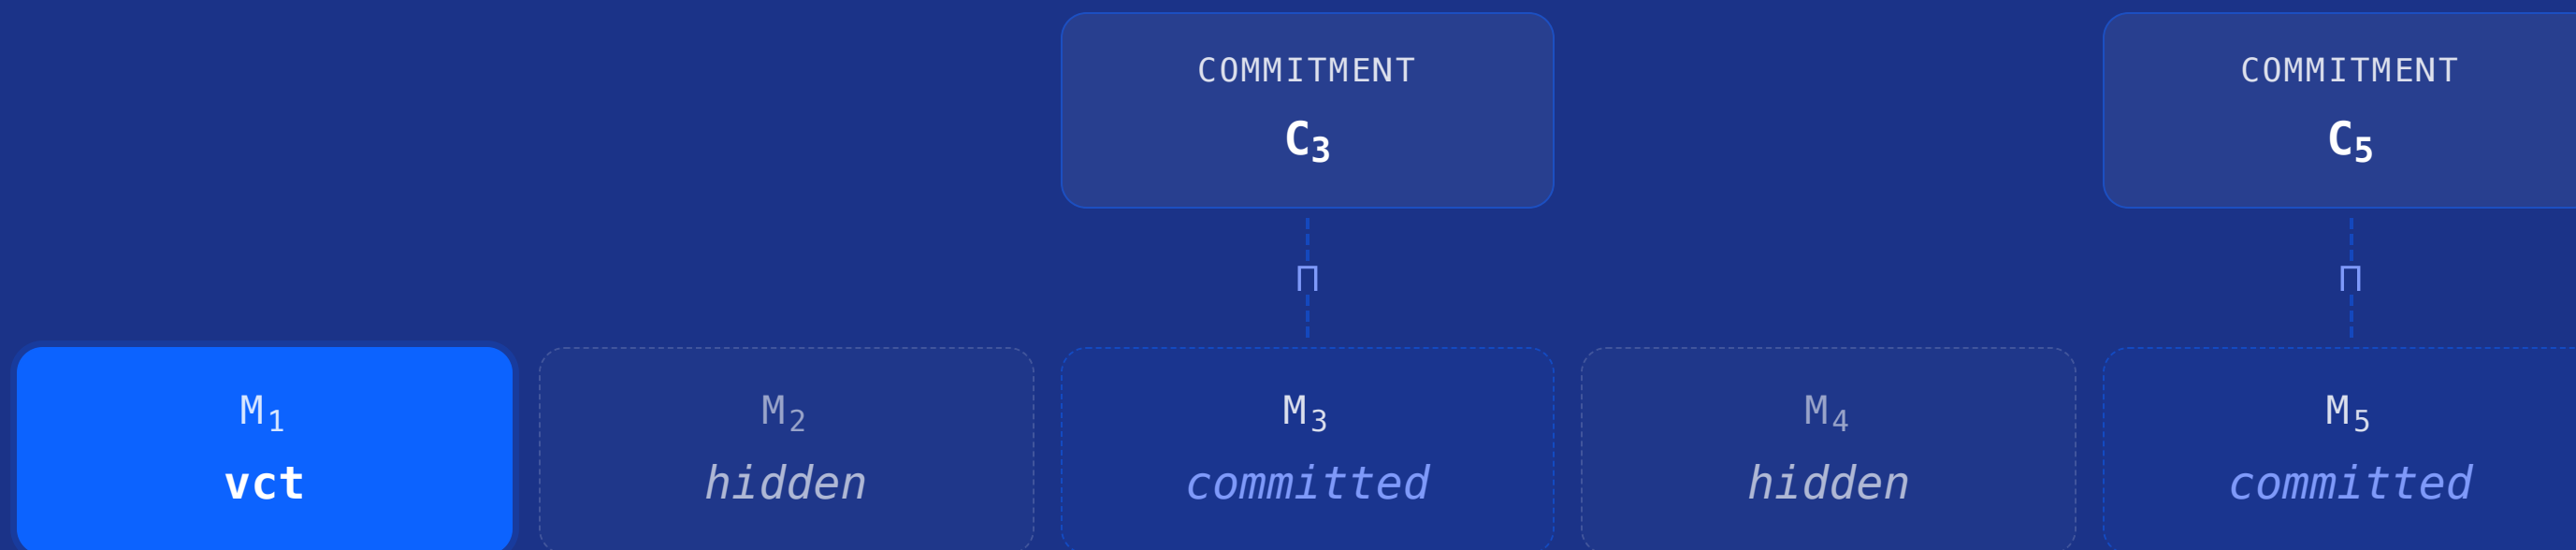 COMMITMENT COMMITMENT
C₃ C₅
Π Π
M₁ M₂ M₃ M₄ M₅
vct hidden committed hidden committed